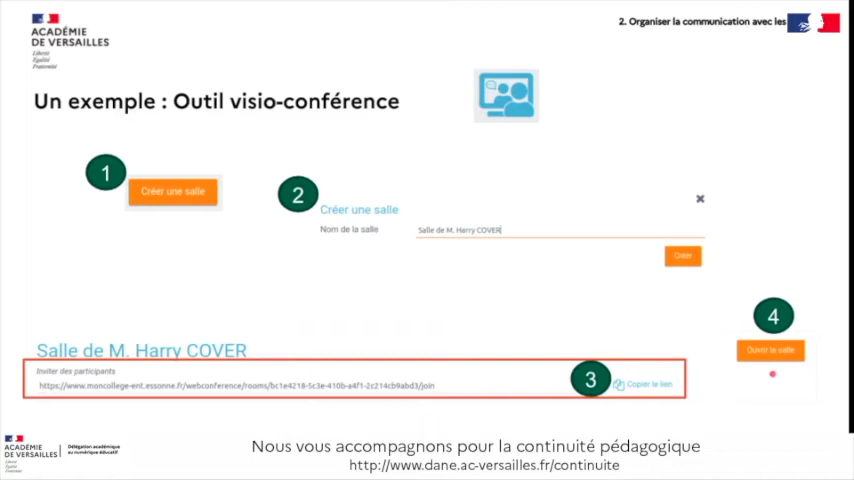 ACADÉMIE
DE VERSAILLES
Liberté
Égalité
Fraternité
2. Organiser la communication avec les
Un exemple : Outil visio-conférence
1
Créer une salle
2
Créer une salle
Nom de la salle
Salle de M. Harry COVER
Créer
4
Ouvrir la salle
Salle de M. Harry COVER
Inviter des participants
https://www.moncollege-ent.essonne.fr/webconference/rooms/bc1e4218-5c3e-410b-a4f1-2c214cb9abd3/join
3
Copier le lien
ACADÉMIE
DE VERSAILLES
Liberté
Égalité
Fraternité
Délégation académique
au numérique éducatif
Nous vous accompagnons pour la continuité pédagogique
http://www.dane.ac-versailles.fr/continuite